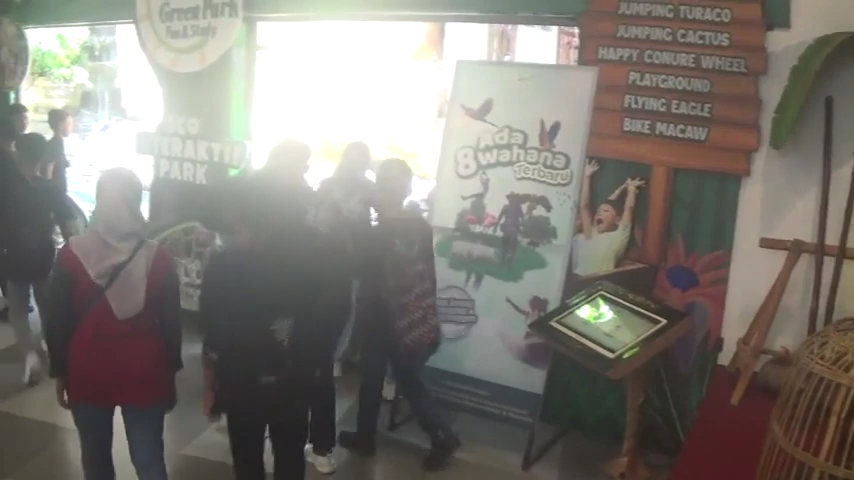 Green Park
Fun & Study
INTERAKTIF
PARK
Ada
8 Wahana
Terbaru
JUMPING TURACO
JUMPING CACTUS
HAPPY CONURE WHEEL
PLAYGROUND
FLYING EAGLE
BIKE MACAW